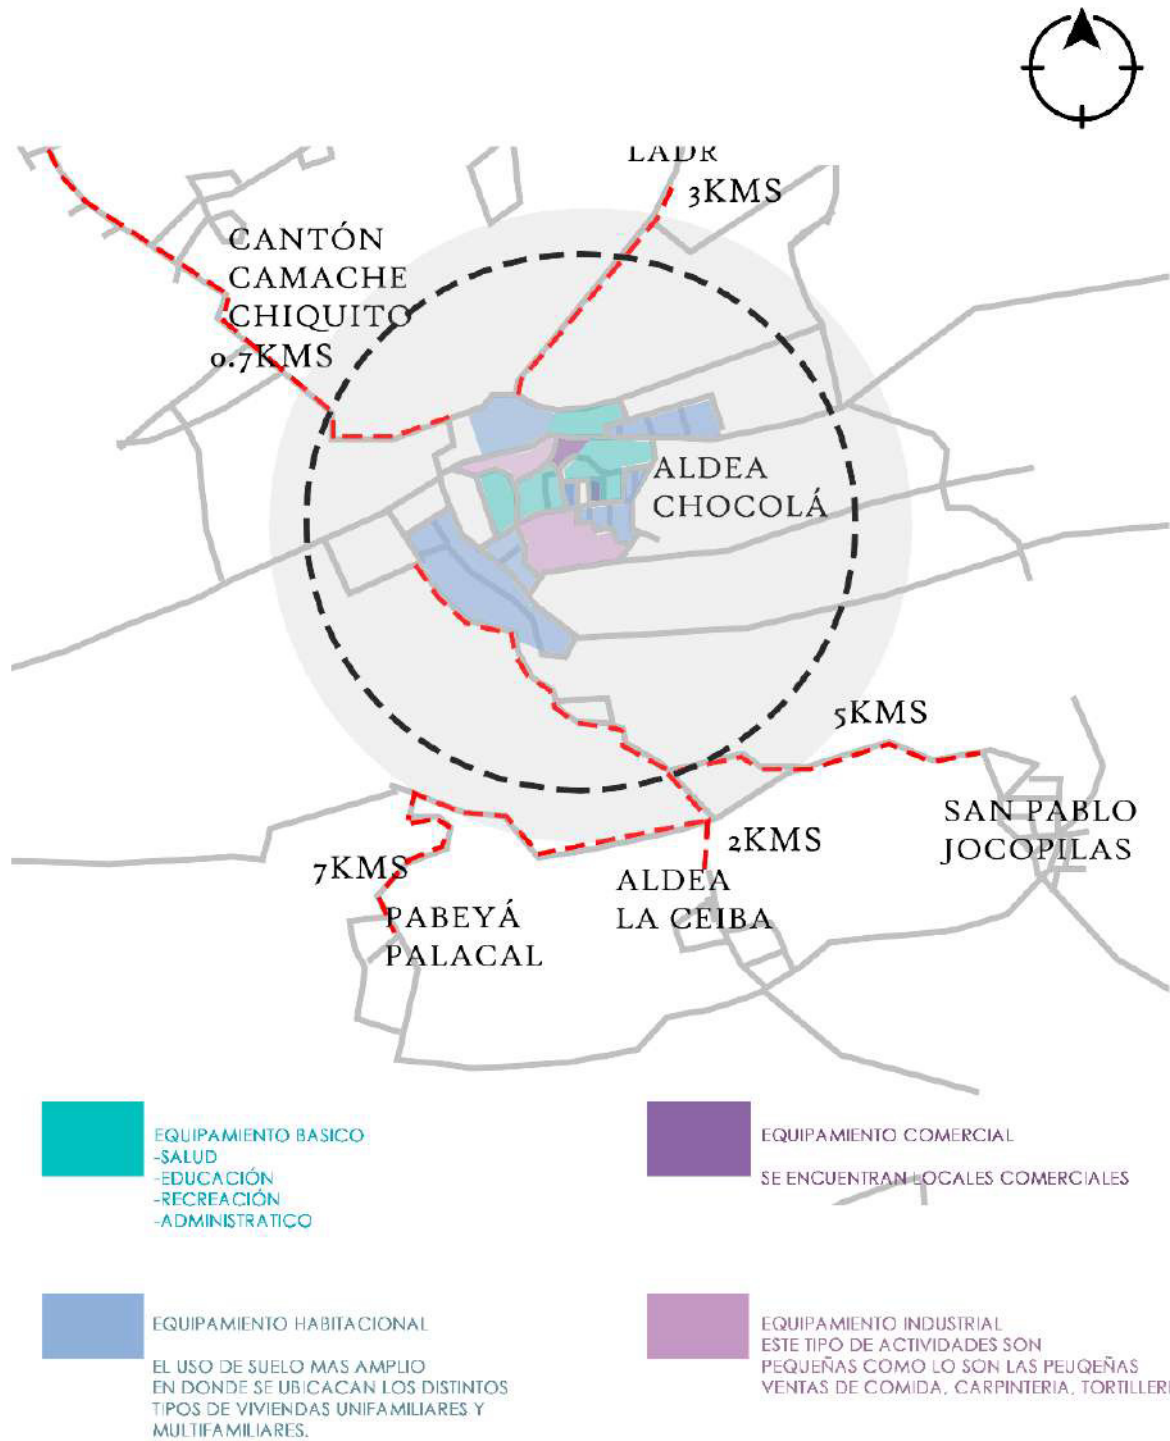 LADR
3KMS
CANTÓN
CAMACHE
CHIQUITO
0.7KMS
ALDEA
CHOCOLÁ
5KMS
SAN PABLO
JOCOPILAS
2KMS
7KMS
ALDEA
LA CEIBA
PABEYÁ
PALACAL
EQUIPAMIENTO BASICO
-SALUD
-EDUCACIÓN
-RECREACIÓN
-ADMINISTRATICO
EQUIPAMIENTO COMERCIAL
SE ENCUENTRAN LOCALES COMERCIALES
EQUIPAMIENTO HABITACIONAL
EL USO DE SUELO MAS AMPLIO
EN DONDE SE UBICACAN LOS DISTINTOS
TIPOS DE VIVIENDAS UNIFAMILIARES Y
MULTIFAMILIARES.
EQUIPAMIENTO INDUSTRIAL
ESTE TIPO DE ACTIVIDADES SON
PEQUEÑAS COMO LO SON LAS PEUQEÑAS
VENTAS DE COMIDA, CARPINTERIA, TORTILLERI